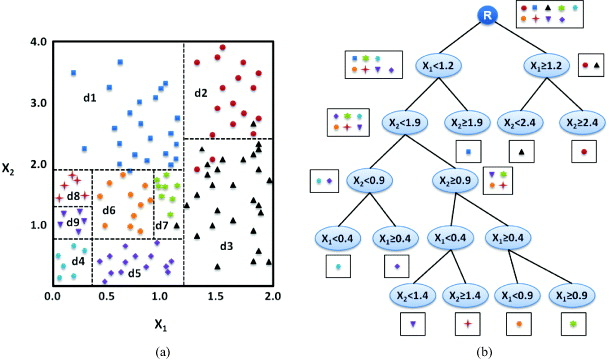 4.0
3.0
X2
2.0
1.0
0.0 0.5 1.0 1.5 2.0
X1
d1
d2
d8
d6
d9
d7
d3
d4
d5
(a)
R
X1<1.2 X1≥1.2
X2<1.9 X2≥1.9 X2<2.4 X2≥2.4
X2<0.9 X2≥0.9
X1<0.4 X1≥0.4 X1<0.4 X1≥0.4
X2<1.4 X2≥1.4 X1<0.9 X1≥0.9
(b)